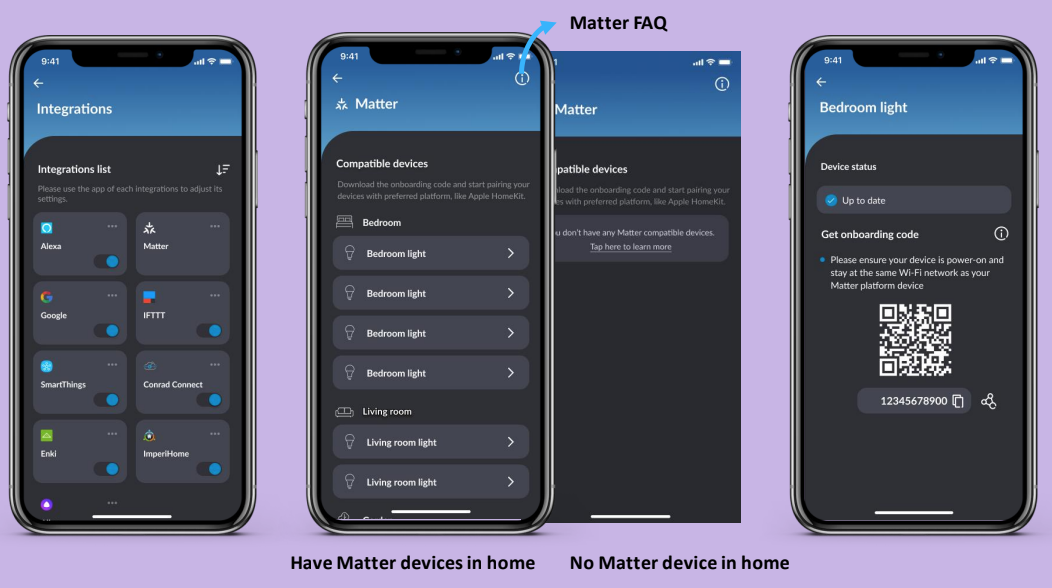 Matter FAQ
9:41
Integrations
Integrations list
Please use the app of each integrations to adjust its
settings.
Alexa
Matter
Google
IFTTT
SmartThings
Conrad Connect
Enki
ImperiHome
9:41
Matter
Compatible devices
Download the onboarding code and start pairing your
devices with preferred platform, like Apple HomeKit.
Bedroom
Bedroom light
Bedroom light
Bedroom light
Bedroom light
Living room
Living room light
Living room light
Matter
patible devices
load the onboarding code and start pairing your
es with preferred platform, like Apple HomeKit.
u don't have any Matter compatible devices.
Tap here to learn more
9:41
Bedroom light
Device status
Up to date
Get onboarding code
Please ensure your device is power-on and
stay at the same Wi-Fi network as your
Matter platform device
12345678900
Have Matter devices in home
No Matter device in home